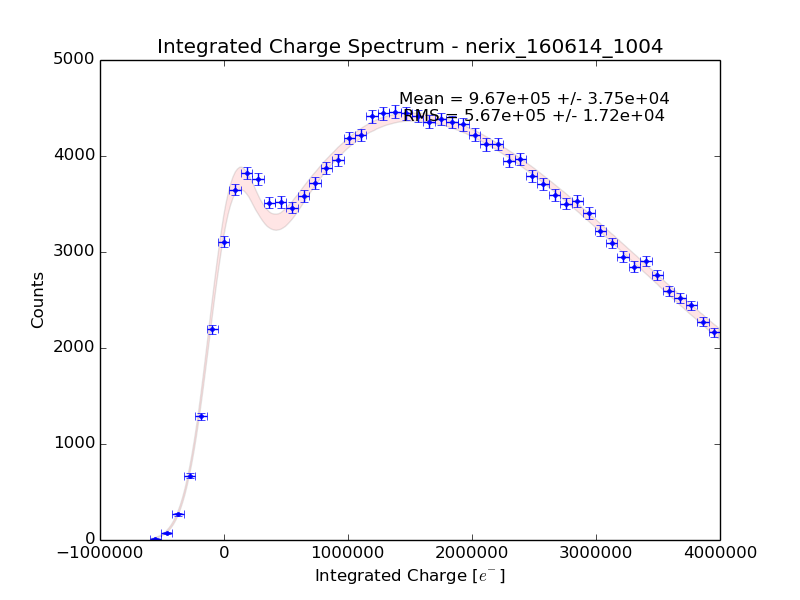 Integrated Charge Spectrum - nerix_160614_1004
Mean = 9.67e+05 +/- 3.75e+04
RMS = 5.67e+05 +/- 1.72e+04
5000
4000
3000
2000
1000
0
Counts
−1000000 0 1000000 2000000 3000000 4000000
Integrated Charge [e⁻]